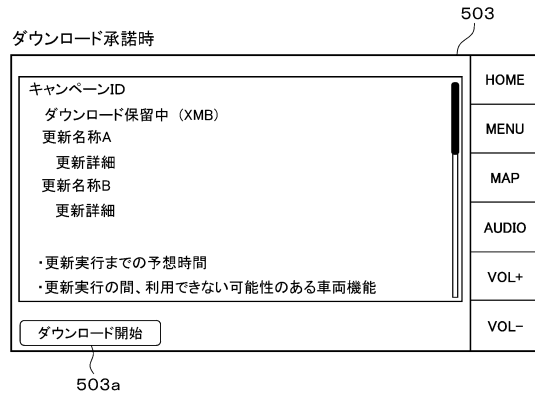 503
ダウンロード承諾時
キャンペーンID
ダウンロード保留中（XMB）
更新名称A
更新詳細
更新名称B
更新詳細
・更新実行までの予想時間
・更新実行の間、利用できない可能性のある車両機能
ダウンロード開始
503a
HOME
MENU
MAP
AUDIO
VOL+
VOL−